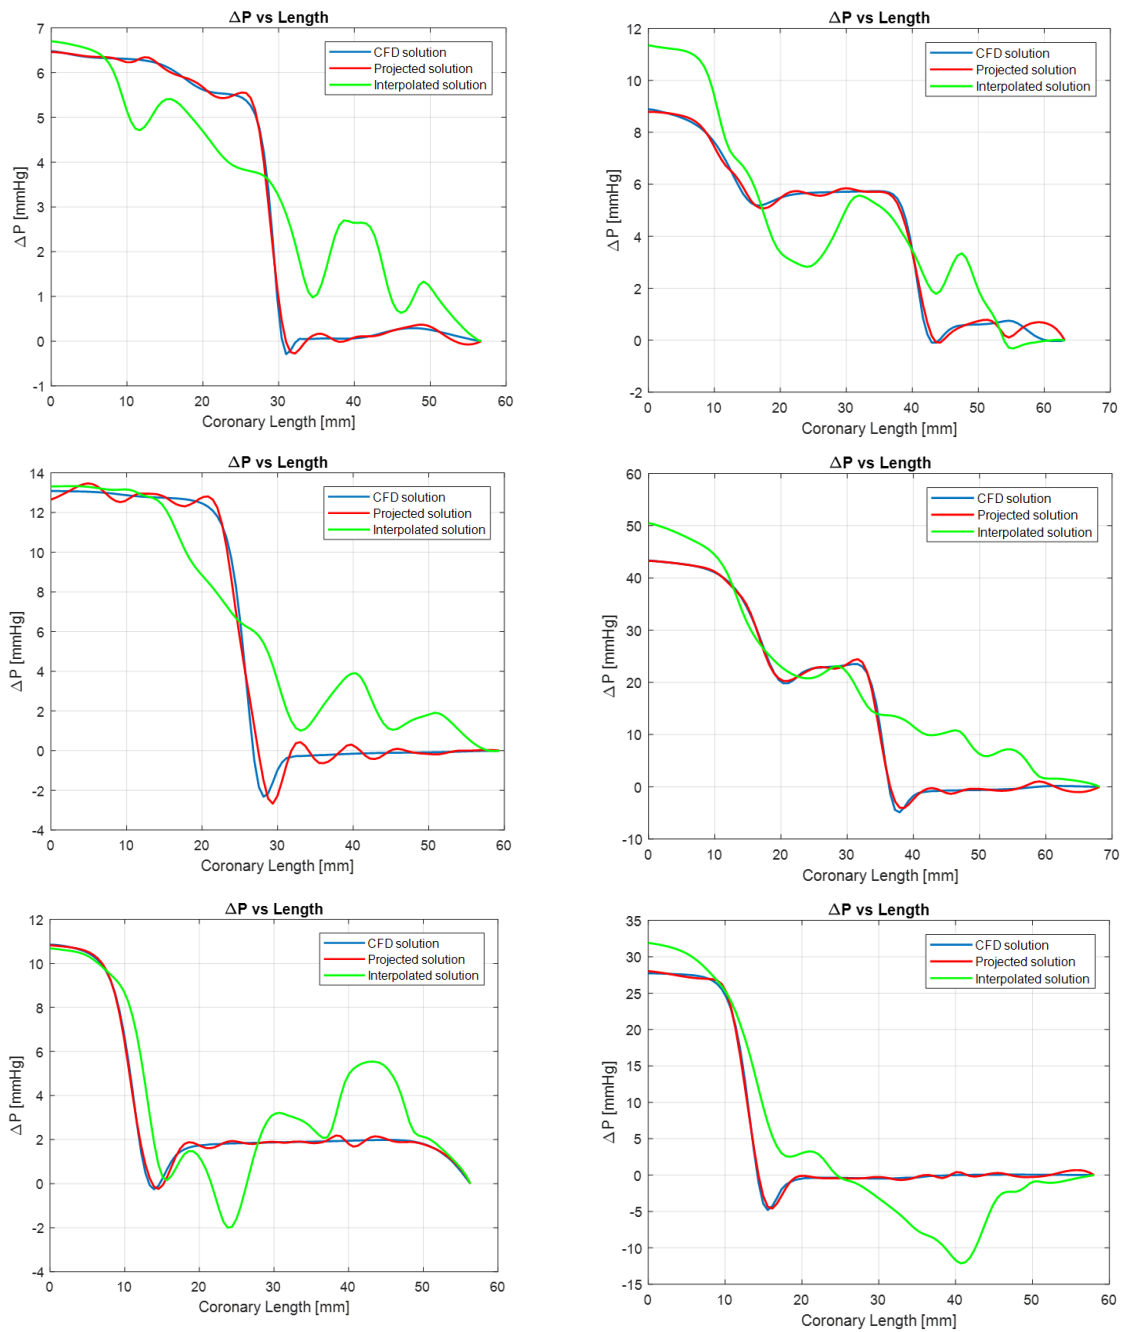 ΔP vs Length
7
6
5
4
3
2
1
0
-1
ΔP [mmHg]
CFD solution
Projected solution
Interpolated solution
0 10 20 30 40 50 60
Coronary Length [mm]
ΔP vs Length
12
10
8
6
4
2
0
-2
ΔP [mmHg]
CFD solution
Projected solution
Interpolated solution
0 10 20 30 40 50 60 70
Coronary Length [mm]
ΔP vs Length
14
12
10
8
6
4
2
0
-2
-4
ΔP [mmHg]
CFD solution
Projected solution
Interpolated solution
0 10 20 30 40 50 60
Coronary Length [mm]
ΔP vs Length
60
50
40
30
20
10
0
-10
ΔP [mmHg]
CFD solution
Projected solution
Interpolated solution
0 10 20 30 40 50 60 70
Coronary Length [mm]
ΔP vs Length
12
10
8
6
4
2
0
-2
-4
ΔP [mmHg]
CFD solution
Projected solution
Interpolated solution
0 10 20 30 40 50 60
Coronary Length [mm]
ΔP vs Length
35
30
25
20
15
10
5
0
-5
-10
-15
ΔP [mmHg]
CFD solution
Projected solution
Interpolated solution
0 10 20 30 40 50 60
Coronary Length [mm]